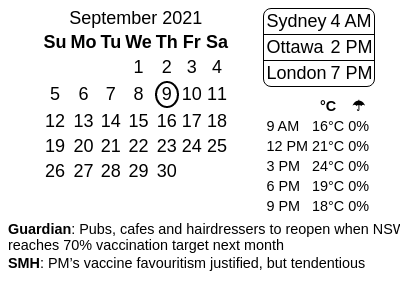 September 2021
Su Mo Tu We Th Fr Sa
1 2 3 4
5 6 7 8 9 10 11
12 13 14 15 16 17 18
19 20 21 22 23 24 25
26 27 28 29 30
Sydney 4 AM
Ottawa 2 PM
London 7 PM
°C ☂
9 AM 16°C 0%
12 PM 21°C 0%
3 PM 24°C 0%
6 PM 19°C 0%
9 PM 18°C 0%
Guardian: Pubs, cafes and hairdressers to reopen when NSW
reaches 70% vaccination target next month
SMH: PM’s vaccine favouritism justified, but tendentious